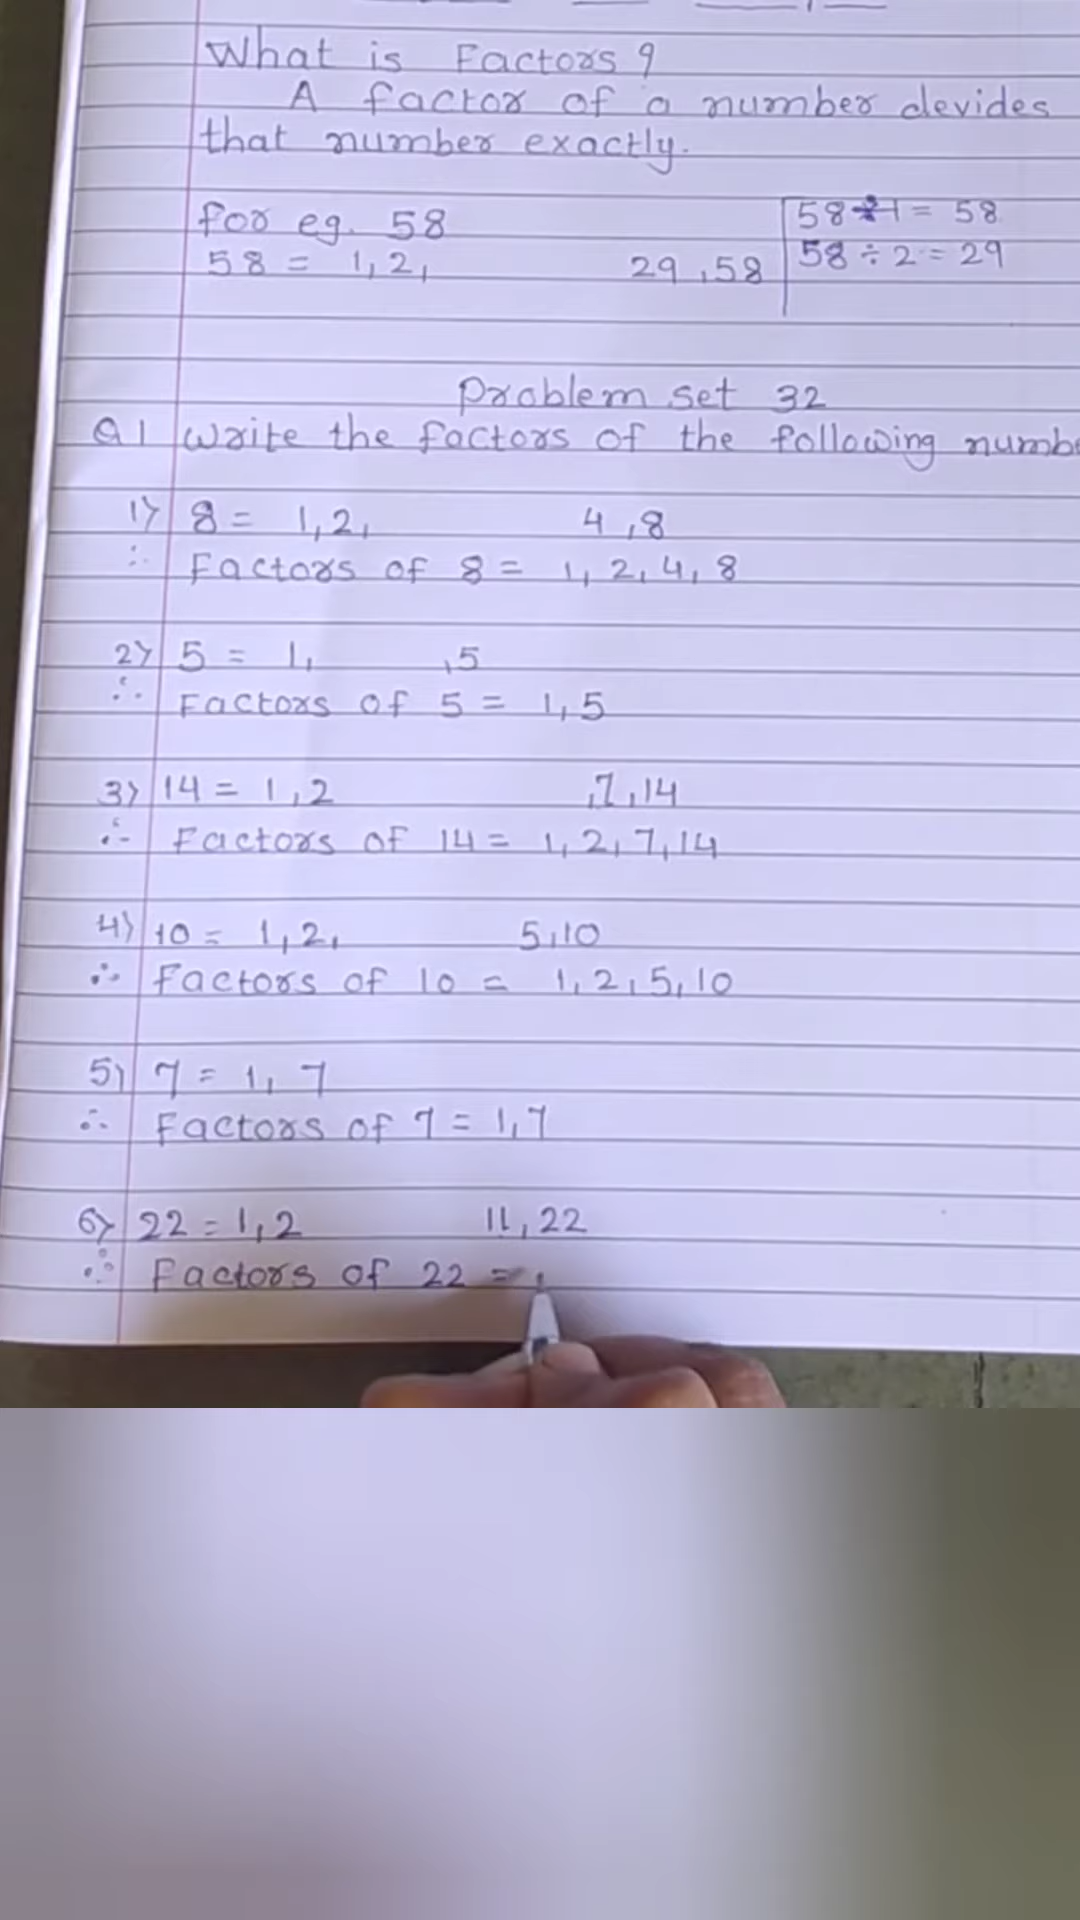 What is Factors ?
A factor of a number devides
that number exactly.
for eg. 58
58 = 1, 2, 29, 58
58 ÷ 1 = 58
58 ÷ 2 = 29
Problem set 32
Q1 Write the factors of the following numbe
1) 8 = 1, 2, 4, 8
∴ Factors of 8 = 1, 2, 4, 8
2) 5 = 1, , 5
∴ Factors of 5 = 1, 5
3) 14 = 1, 2 , 7, 14
∴ Factors of 14 = 1, 2, 7, 14
4) 10 = 1, 2, 5, 10
∴ Factors of 10 = 1, 2, 5, 10
5) 7 = 1, 7
∴ Factors of 7 = 1, 7
6) 22 = 1, 2 11, 22
∴ Factors of 22 =